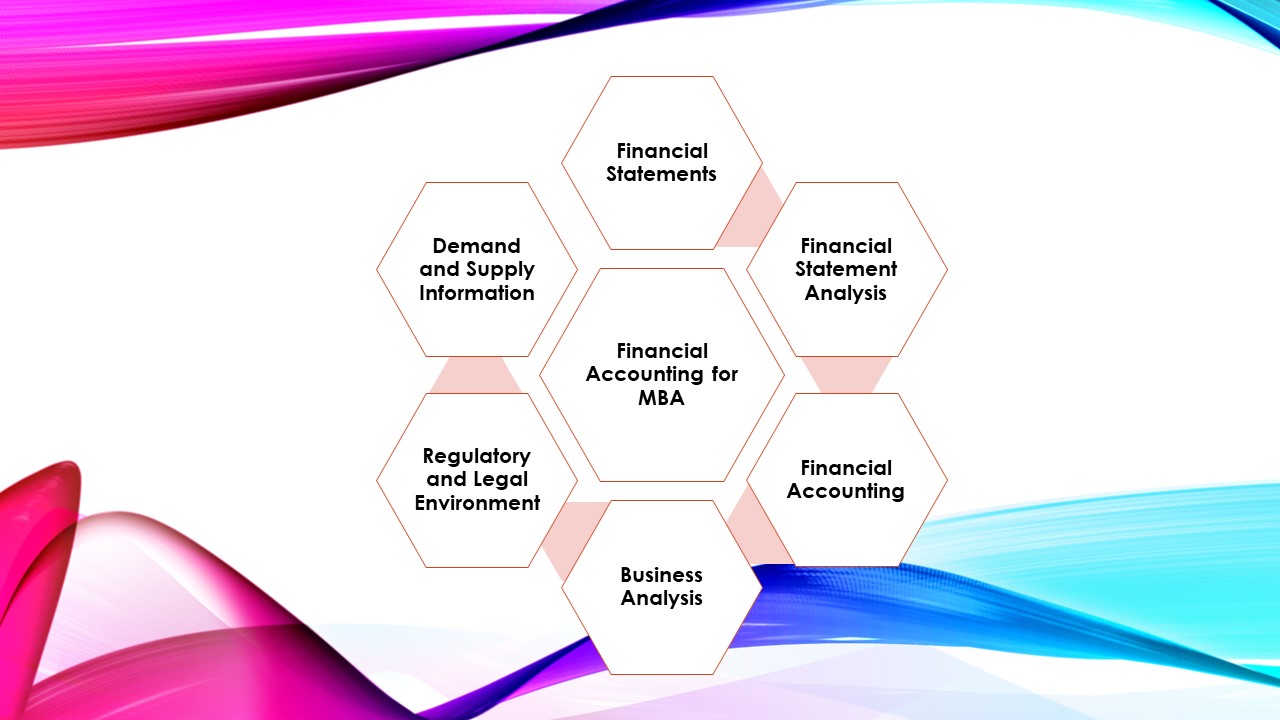 Financial
Statements
Financial
Statement
Analysis
Demand
and Supply
Information
Financial
Accounting for
MBA
Financial
Accounting
Regulatory
and Legal
Environment
Business
Analysis